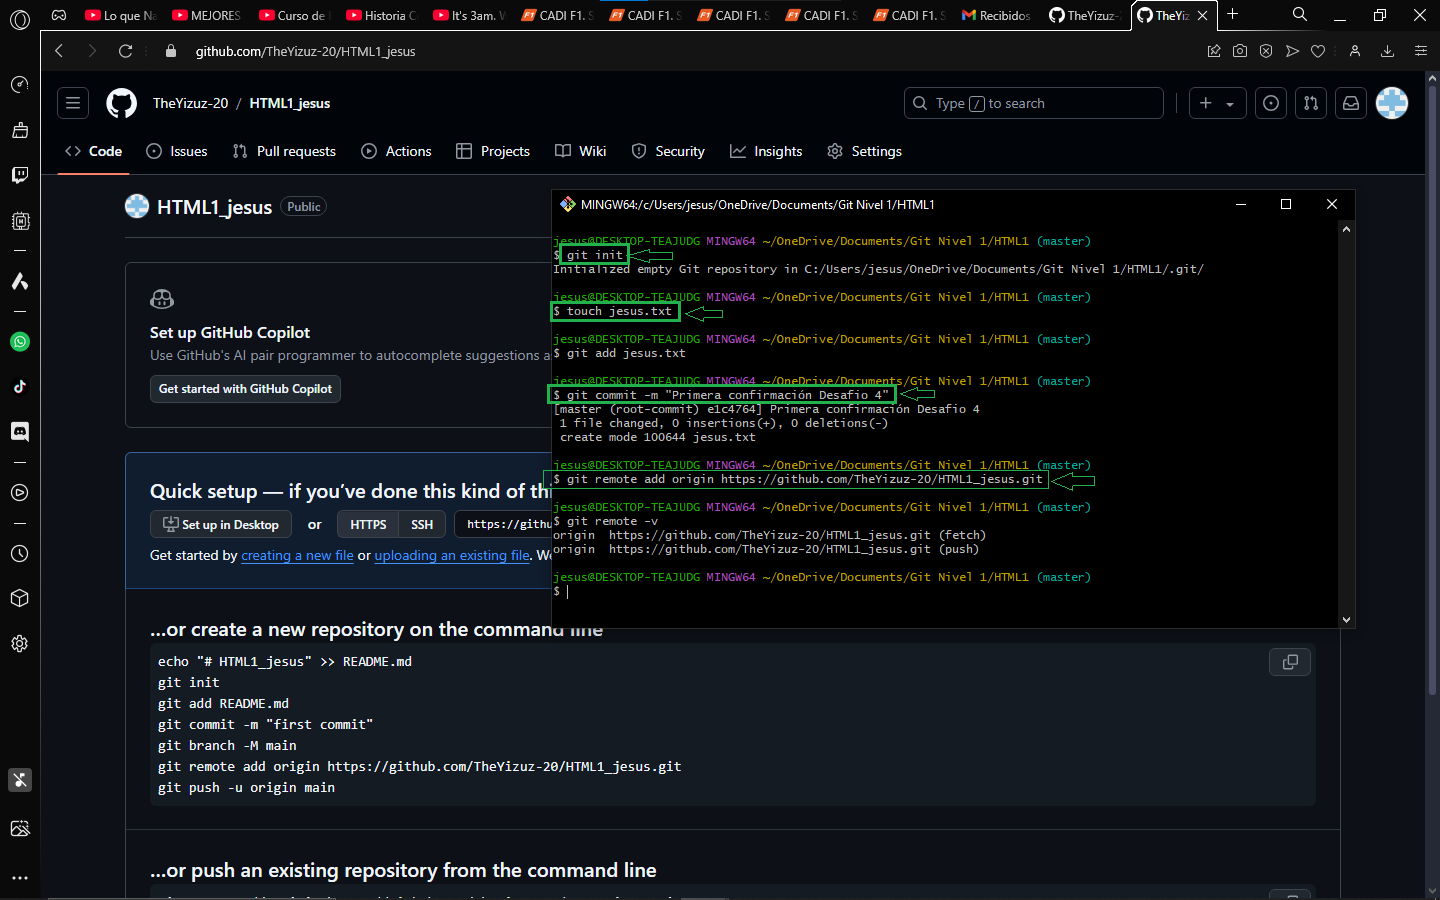 Lo que Na
MEJORES
Curso de
Historia C
It's 3am. W
CADI F1. S
CADI F1. S
CADI F1. S
CADI F1. S
CADI F1. S
Recibidos
TheYizuz-
TheYiz
github.com/TheYizuz-20/HTML1_jesus
TheYizuz-20 / HTML1_jesus
Type / to search
Code
Issues
Pull requests
Actions
Projects
Wiki
Security
Insights
Settings
HTML1_jesus Public
Set up GitHub Copilot
Use GitHub's AI pair programmer to autocomplete suggestions as
Get started with GitHub Copilot
Quick setup — if you've done this kind of thi
Set up in Desktop or HTTPS SSH https://githu
Get started by creating a new file or uploading an existing file. We
MINGW64:/c/Users/jesus/OneDrive/Documents/Git Nivel 1/HTML1
jesus@DESKTOP-TEAJUDG MINGW64 ~/OneDrive/Documents/Git Nivel 1/HTML1 (master)
$ git init
Initialized empty Git repository in C:/Users/jesus/OneDrive/Documents/Git Nivel 1/HTML1/.git/
jesus@DESKTOP-TEAJUDG MINGW64 ~/OneDrive/Documents/Git Nivel 1/HTML1 (master)
$ touch jesus.txt
jesus@DESKTOP-TEAJUDG MINGW64 ~/OneDrive/Documents/Git Nivel 1/HTML1 (master)
$ git add jesus.txt
jesus@DESKTOP-TEAJUDG MINGW64 ~/OneDrive/Documents/Git Nivel 1/HTML1 (master)
$ git commit -m "Primera confirmación Desafio 4"
[master (root-commit) e1c4764] Primera confirmación Desafio 4
1 file changed, 0 insertions(+), 0 deletions(-)
create mode 100644 jesus.txt
jesus@DESKTOP-TEAJUDG MINGW64 ~/OneDrive/Documents/Git Nivel 1/HTML1 (master)
$ git remote add origin https://github.com/TheYizuz-20/HTML1_jesus.git
jesus@DESKTOP-TEAJUDG MINGW64 ~/OneDrive/Documents/Git Nivel 1/HTML1 (master)
$ git remote -v
origin https://github.com/TheYizuz-20/HTML1_jesus.git (fetch)
origin https://github.com/TheYizuz-20/HTML1_jesus.git (push)
jesus@DESKTOP-TEAJUDG MINGW64 ~/OneDrive/Documents/Git Nivel 1/HTML1 (master)
$
…or create a new repository on the command line
echo "# HTML1_jesus" >> README.md
git init
git add README.md
git commit -m "first commit"
git branch -M main
git remote add origin https://github.com/TheYizuz-20/HTML1_jesus.git
git push -u origin main
…or push an existing repository from the command line